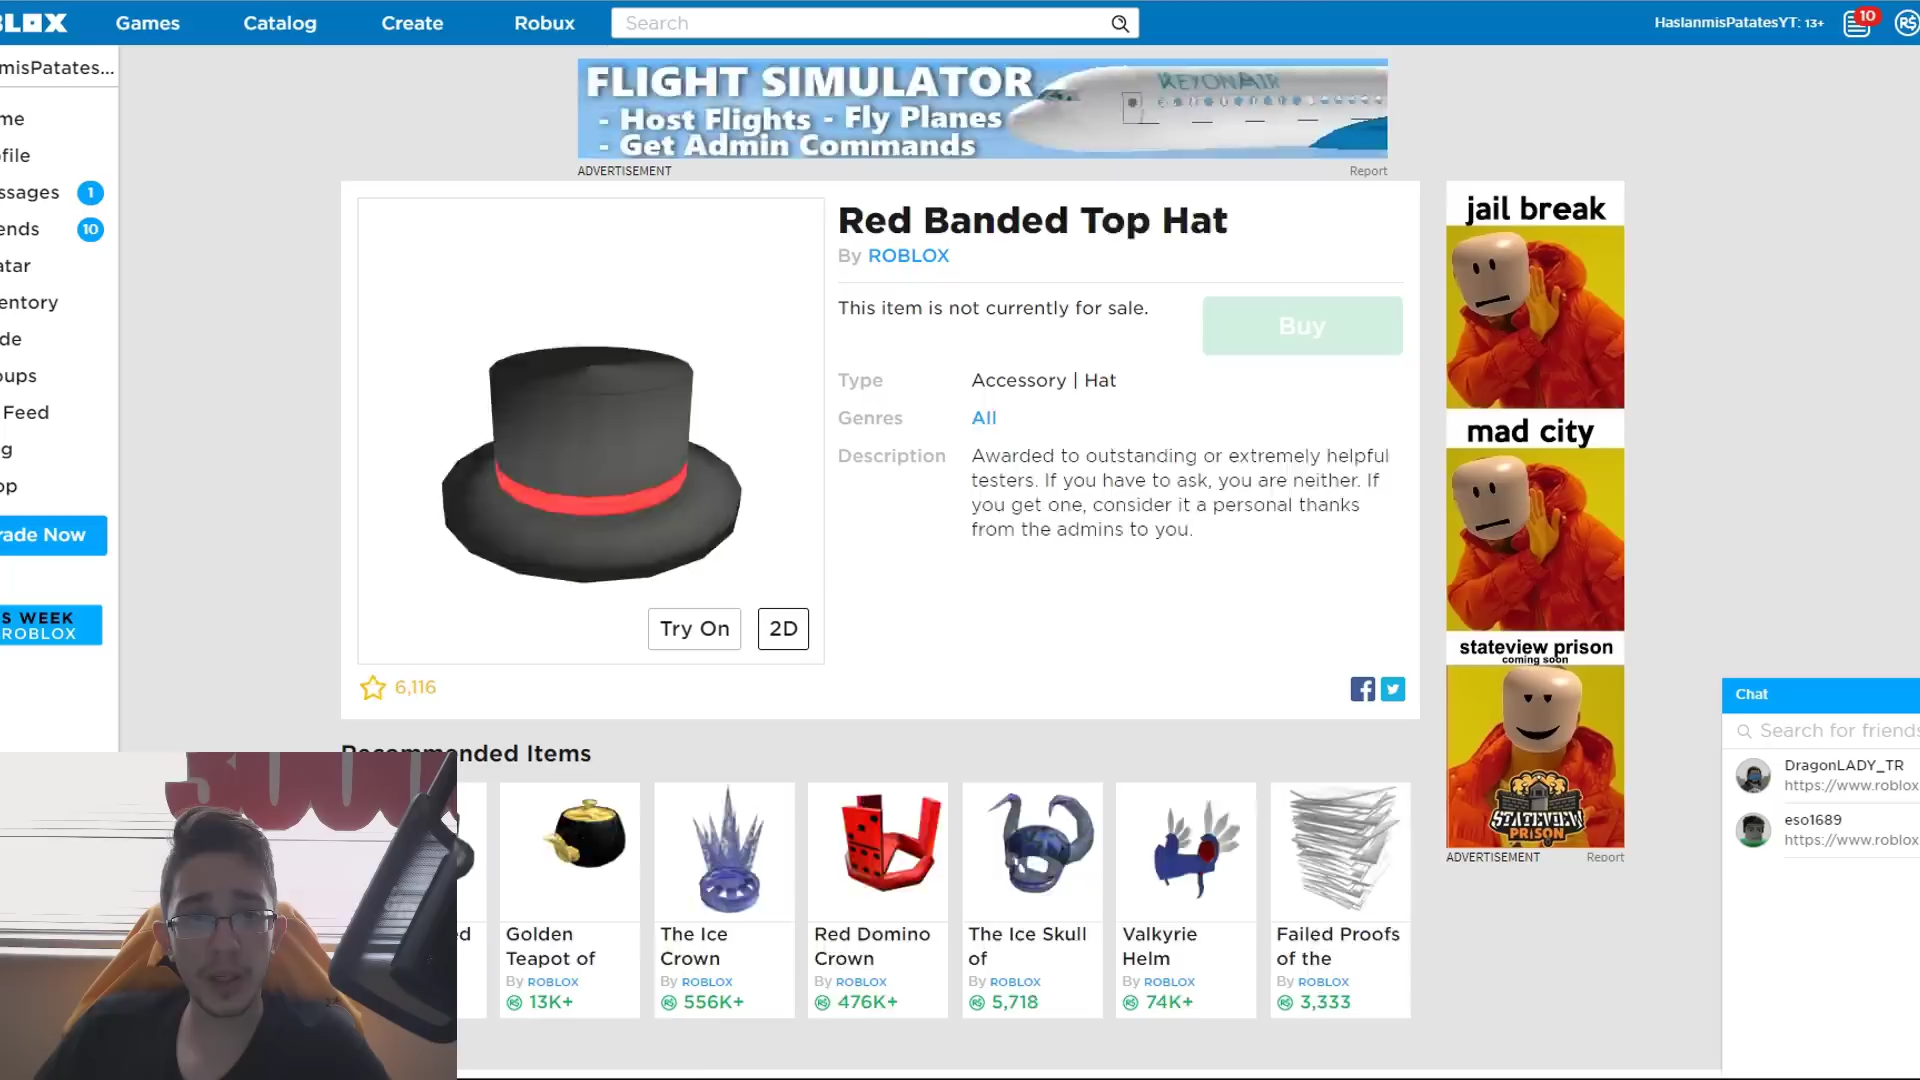 BLOX
Games
Catalog
Create
Robux
Search
HaslanmisPatatesYT: 13+
10
R$
misPatates...
me
file
ssages
1
ends
10
atar
entory
de
oups
Feed
g
op
rade Now
S WEEK
ROBLOX
FLIGHT SIMULATOR
- Host Flights - Fly Planes
- Get Admin Commands
KEYONAIR
ADVERTISEMENT
Report
Red Banded Top Hat
By ROBLOX
This item is not currently for sale.
Buy
Type
Accessory | Hat
Genres
All
Description
Awarded to outstanding or extremely helpful
testers. If you have to ask, you are neither. If
you get one, consider it a personal thanks
from the admins to you.
Try On
2D
6,116
jail break
mad city
stateview prison
coming soon
STATEVIEW
PRISON
ADVERTISEMENT
Report
Recommended Items
ed
Golden
Teapot of
By ROBLOX
R$ 13K+
The Ice
Crown
By ROBLOX
R$ 556K+
Red Domino
Crown
By ROBLOX
R$ 476K+
The Ice Skull
of
By ROBLOX
R$ 5,718
Valkyrie
Helm
By ROBLOX
R$ 74K+
Failed Proofs
of the
By ROBLOX
R$ 3,333
Chat
Search for friends
DragonLADY_TR
https://www.roblox
eso1689
https://www.roblox